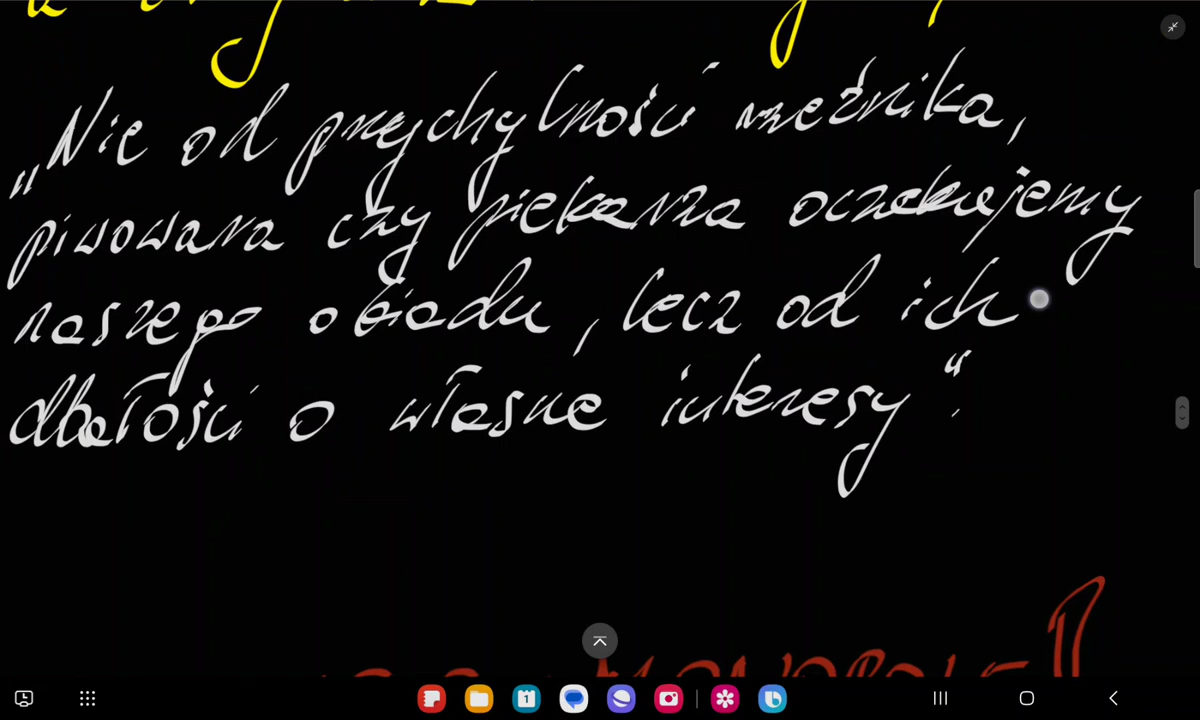 „Nie od przychylności rzeźnika,
piwowara czy piekarza oczekujemy
naszego obiadu, lecz od ich
dbałości o własne interesy".